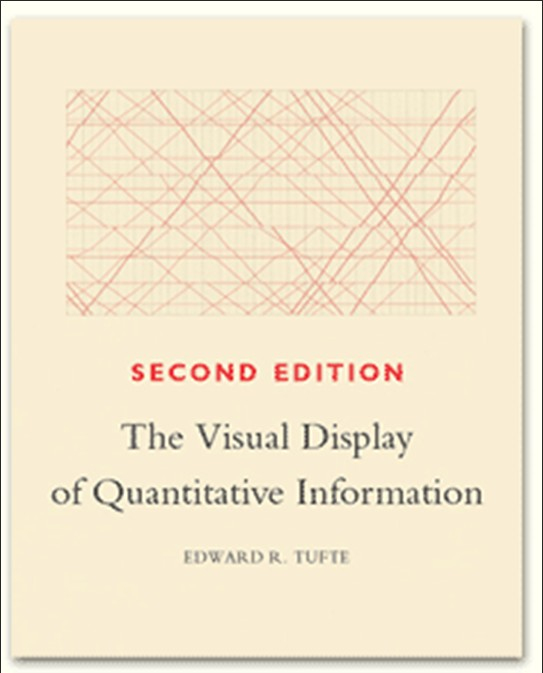 SECOND EDITION
The Visual Display
of Quantitative Information
EDWARD R. TUFTE